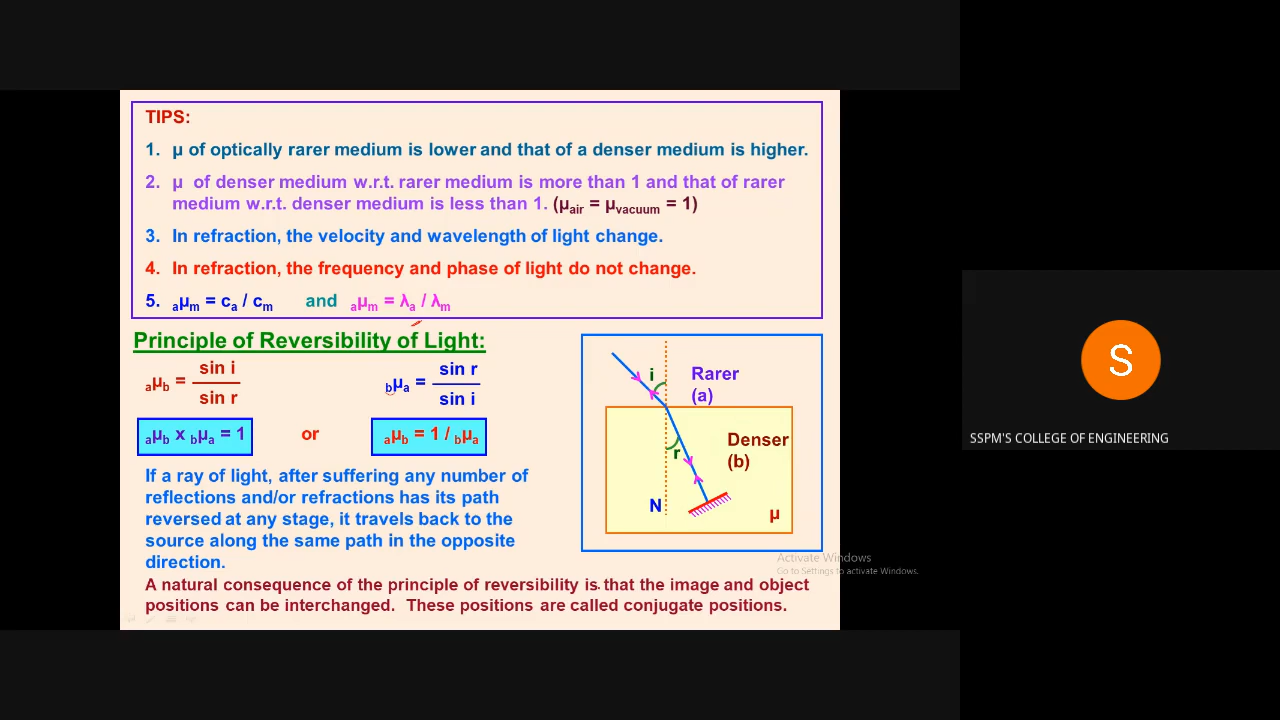 TIPS:
1. μ of optically rarer medium is lower and that of a denser medium is higher.
2. μ of denser medium w.r.t. rarer medium is more than 1 and that of rarer
medium w.r.t. denser medium is less than 1. (μair = μvacuum = 1)
3. In refraction, the velocity and wavelength of light change.
4. In refraction, the frequency and phase of light do not change.
5. aμm = ca / cm and aμm = λa / λm
Principle of Reversibility of Light:
aμb = sin i / sin r
bμa = sin r / sin i
aμb x bμa = 1 or aμb = 1 / bμa
If a ray of light, after suffering any number of
reflections and/or refractions has its path
reversed at any stage, it travels back to the
source along the same path in the opposite
direction.
A natural consequence of the principle of reversibility is that the image and object
positions can be interchanged. These positions are called conjugate positions.
i
Rarer
(a)
r
Denser
(b)
N
μ
Activate Windows
Go to Settings to activate Windows.
S
SSPM'S COLLEGE OF ENGINEERING